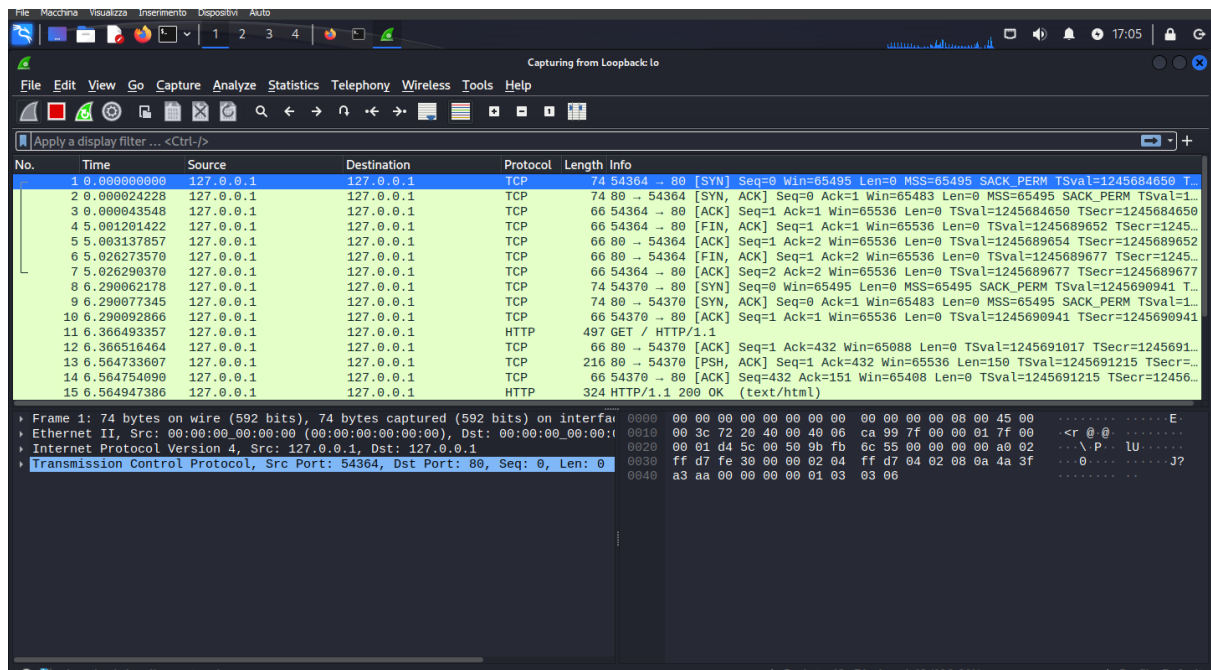 File Macchina Visualizza Inserimento Dispositivi Aiuto
1 2 3 4 17:05
Capturing from Loopback: lo
File Edit View Go Capture Analyze Statistics Telephony Wireless Tools Help
Apply a display filter … <Ctrl-/>
No. Time Source Destination Protocol Length Info
1 0.000000000 127.0.0.1 127.0.0.1 TCP 74 54364 → 80 [SYN] Seq=0 Win=65495 Len=0 MSS=65495 SACK_PERM TSval=1245684650 T…
2 0.000024228 127.0.0.1 127.0.0.1 TCP 74 80 → 54364 [SYN, ACK] Seq=0 Ack=1 Win=65483 Len=0 MSS=65495 SACK_PERM TSval=1…
3 0.000043548 127.0.0.1 127.0.0.1 TCP 66 54364 → 80 [ACK] Seq=1 Ack=1 Win=65536 Len=0 TSval=1245684650 TSecr=1245684650
4 5.001201422 127.0.0.1 127.0.0.1 TCP 66 54364 → 80 [FIN, ACK] Seq=1 Ack=1 Win=65536 Len=0 TSval=1245689652 TSecr=1245…
5 5.003137857 127.0.0.1 127.0.0.1 TCP 66 80 → 54364 [ACK] Seq=1 Ack=2 Win=65536 Len=0 TSval=1245689654 TSecr=1245689652
6 5.026273570 127.0.0.1 127.0.0.1 TCP 66 80 → 54364 [FIN, ACK] Seq=1 Ack=2 Win=65536 Len=0 TSval=1245689677 TSecr=1245…
7 5.026290370 127.0.0.1 127.0.0.1 TCP 66 54364 → 80 [ACK] Seq=2 Ack=2 Win=65536 Len=0 TSval=1245689677 TSecr=1245689677
8 6.290062178 127.0.0.1 127.0.0.1 TCP 74 54370 → 80 [SYN] Seq=0 Win=65495 Len=0 MSS=65495 SACK_PERM TSval=1245690941 T…
9 6.290077345 127.0.0.1 127.0.0.1 TCP 74 80 → 54370 [SYN, ACK] Seq=0 Ack=1 Win=65483 Len=0 MSS=65495 SACK_PERM TSval=1…
10 6.290092866 127.0.0.1 127.0.0.1 TCP 66 54370 → 80 [ACK] Seq=1 Ack=1 Win=65536 Len=0 TSval=1245690941 TSecr=1245690941
11 6.366493357 127.0.0.1 127.0.0.1 HTTP 497 GET / HTTP/1.1
12 6.366516464 127.0.0.1 127.0.0.1 TCP 66 80 → 54370 [ACK] Seq=1 Ack=432 Win=65088 Len=0 TSval=1245691017 TSecr=1245691…
13 6.564733607 127.0.0.1 127.0.0.1 TCP 216 80 → 54370 [PSH, ACK] Seq=1 Ack=432 Win=65536 Len=150 TSval=1245691215 TSecr=…
14 6.564754090 127.0.0.1 127.0.0.1 TCP 66 54370 → 80 [ACK] Seq=432 Ack=151 Win=65408 Len=0 TSval=1245691215 TSecr=12456…
15 6.564947386 127.0.0.1 127.0.0.1 HTTP 324 HTTP/1.1 200 OK (text/html)
Frame 1: 74 bytes on wire (592 bits), 74 bytes captured (592 bits) on interfa
Ethernet II, Src: 00:00:00_00:00:00 (00:00:00:00:00:00), Dst: 00:00:00_00:00:
Internet Protocol Version 4, Src: 127.0.0.1, Dst: 127.0.0.1
Transmission Control Protocol, Src Port: 54364, Dst Port: 80, Seq: 0, Len: 0
0000 00 00 00 00 00 00 00 00 00 00 00 00 08 00 45 00 ········ ······E·
0010 00 3c 72 20 40 00 40 06 ca 99 7f 00 00 01 7f 00 ·<r @·@· ········
0020 00 01 d4 5c 00 50 9b fb 6c 55 00 00 00 00 a0 02 ···\·P·· lU······
0030 ff d7 fe 30 00 00 02 04 ff d7 04 02 08 0a 4a 3f ···0···· ······J?
0040 a3 aa 00 00 00 00 01 03 03 06 ········ ··